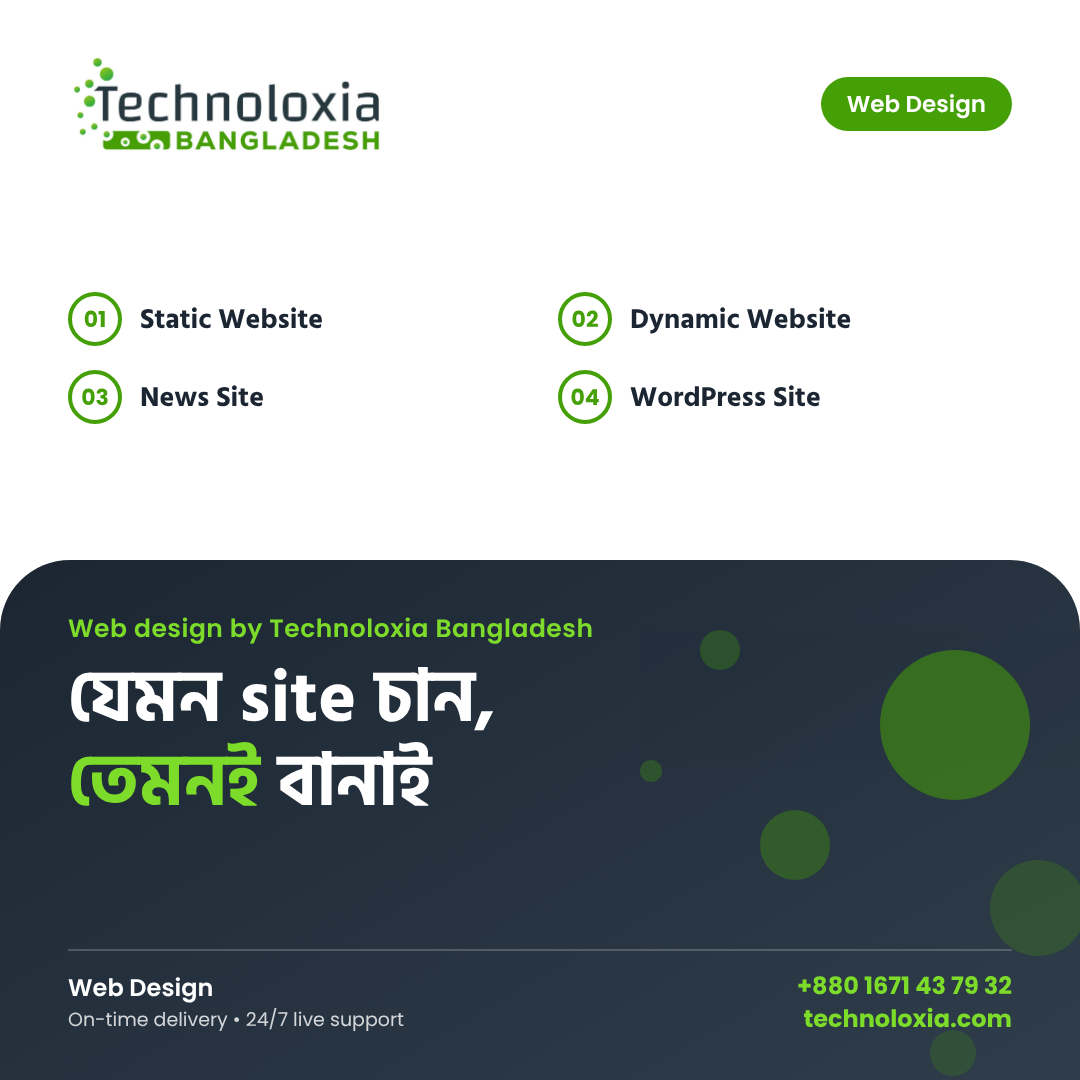 Technoloxia
BANGLADESH
Web Design
01 Static Website
02 Dynamic Website
03 News Site
04 WordPress Site
Web design by Technoloxia Bangladesh
যেমন site চান,
তেমনই বানাই
Web Design
On-time delivery • 24/7 live support
+880 1671 43 79 32
technoloxia.com